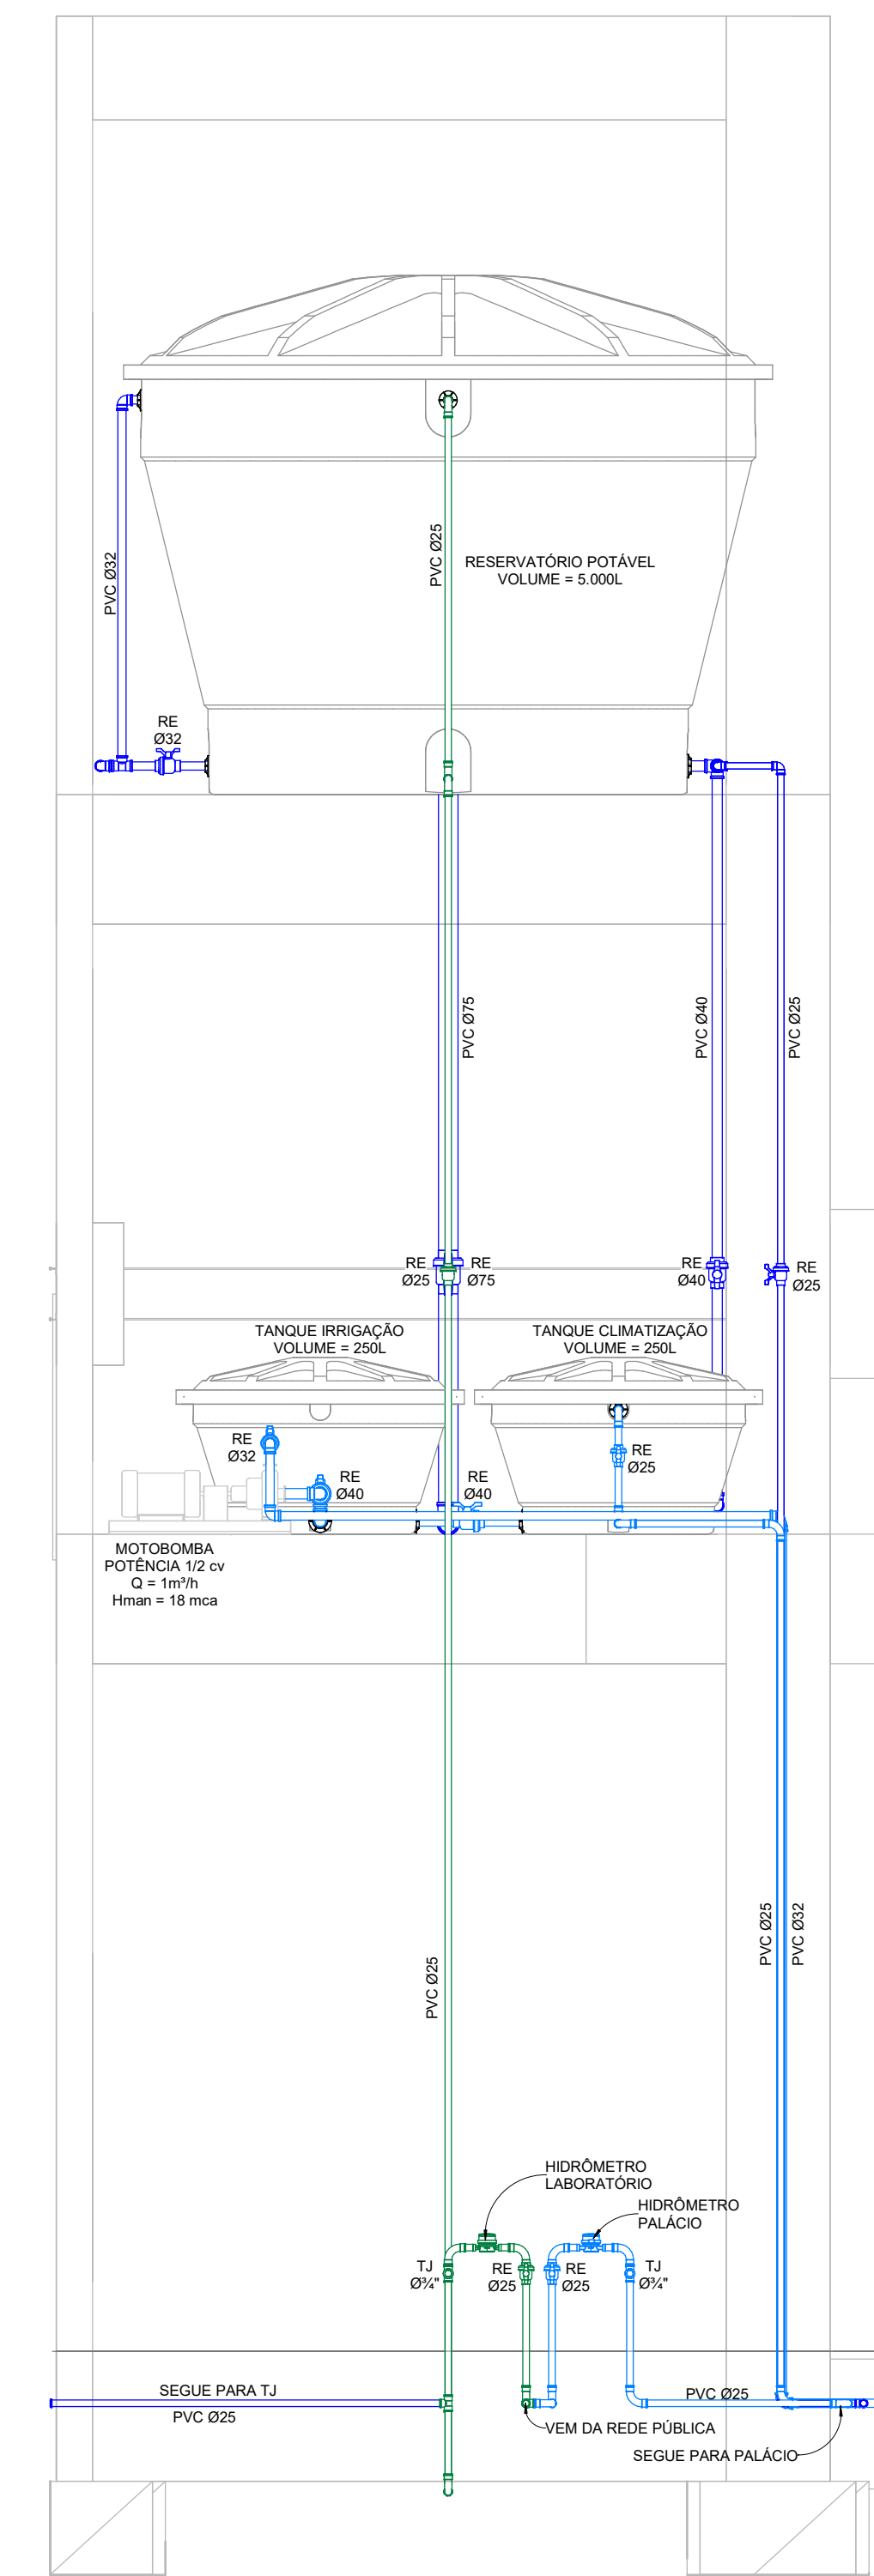 PVC Ø32
PVC Ø25
RESERVATÓRIO POTÁVEL
VOLUME = 5.000L
RE
Ø32
PVC Ø75
PVC Ø40
PVC Ø25
RE
Ø25
RE
Ø75
RE
Ø40
RE
Ø25
TANQUE IRRIGAÇÃO
VOLUME = 250L
TANQUE CLIMATIZAÇÃO
VOLUME = 250L
RE
Ø32
RE
Ø40
RE
Ø40
RE
Ø25
MOTOBOMBA
POTÊNCIA 1/2 cv
Q = 1m³/h
Hman = 18 mca
PVC Ø25
PVC Ø25
PVC Ø32
HIDRÔMETRO
LABORATÓRIO
HIDRÔMETRO
PALÁCIO
TJ
Ø¾"
RE
Ø25
RE
Ø25
TJ
Ø¾"
SEGUE PARA TJ
PVC Ø25
PVC Ø25
VEM DA REDE PÚBLICA
SEGUE PARA PALÁCIO